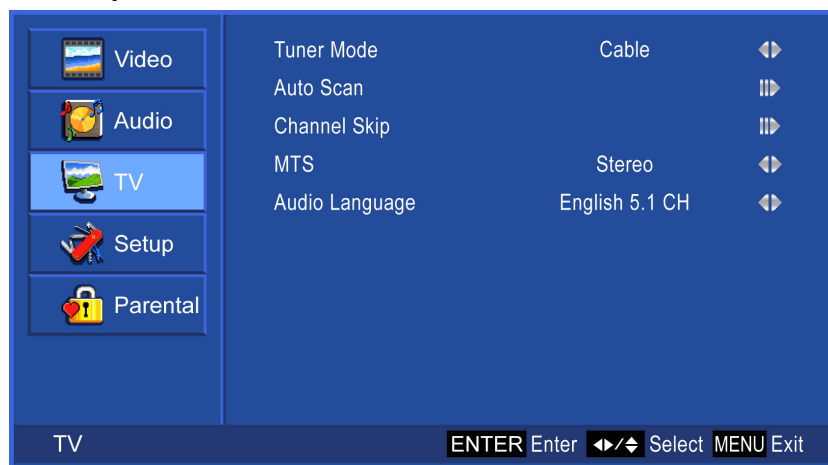 Video
Audio
TV
Setup
Parental
Tuner Mode Cable
Auto Scan
Channel Skip
MTS Stereo
Audio Language English 5.1 CH
TV ENTER Enter ◀▶/▲▼ Select MENU Exit